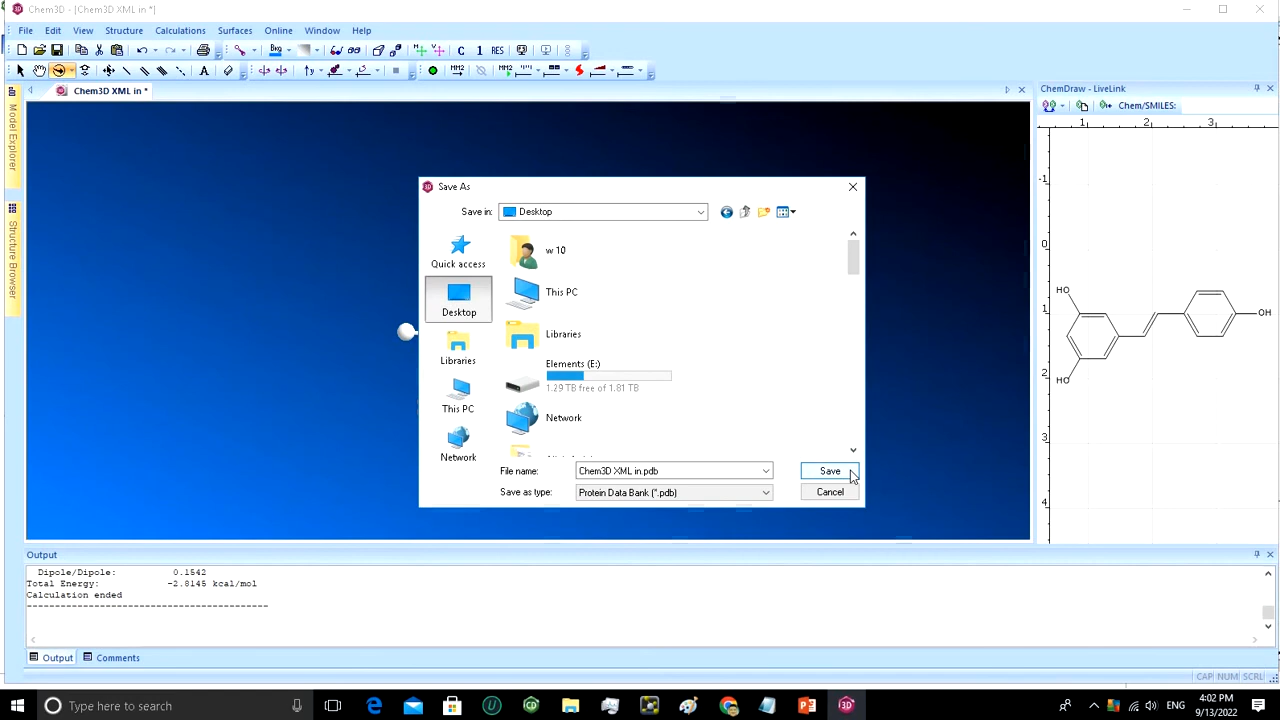 Chem3D - [Chem3D XML in *]
File Edit View Structure Calculations Surfaces Online Window Help
Bkg C 1 RES
A MM2 MM2
Chem3D XML in *
Model Explorer
Structure Browser
ChemDraw - LiveLink
Chem/SMILES:
1 2 3
-1
0
1
2
3
4
HO
OH
HO
Save As
Save in: Desktop
Quick access
Desktop
Libraries
This PC
Network
w 10
This PC
Libraries
Elements (E:)
1.29 TB free of 1.81 TB
Network
File name: Chem3D XML in.pdb
Save
Save as type: Protein Data Bank (*.pdb)
Cancel
Output
Dipole/Dipole: 0.1542
Total Energy: -2.8145 kcal/mol
Calculation ended
------------------------------------------
Output Comments
CAP NUM SCRL
Type here to search
ENG
4:02 PM
9/13/2022